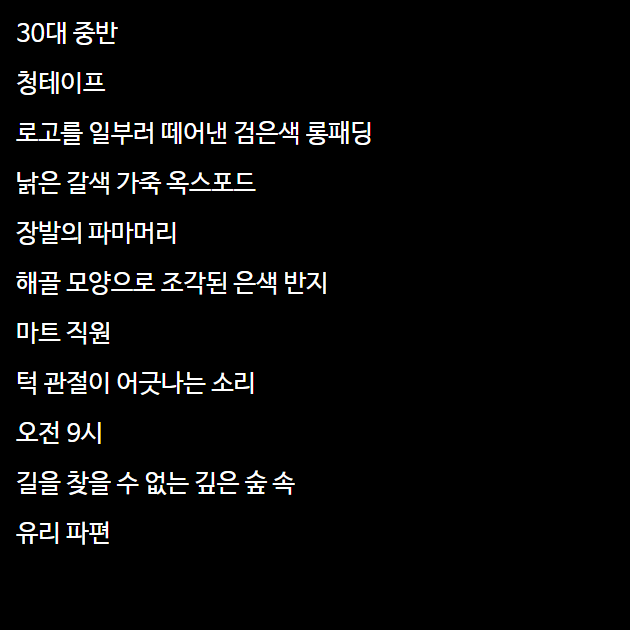 30대 중반
청테이프
로고를 일부러 떼어낸 검은색 롱패딩
낡은 갈색 가죽 옥스포드
장발의 파마머리
해골 모양으로 조각된 은색 반지
마트 직원
턱 관절이 어긋나는 소리
오전 9시
길을 찾을 수 없는 깊은 숲 속
유리 파편